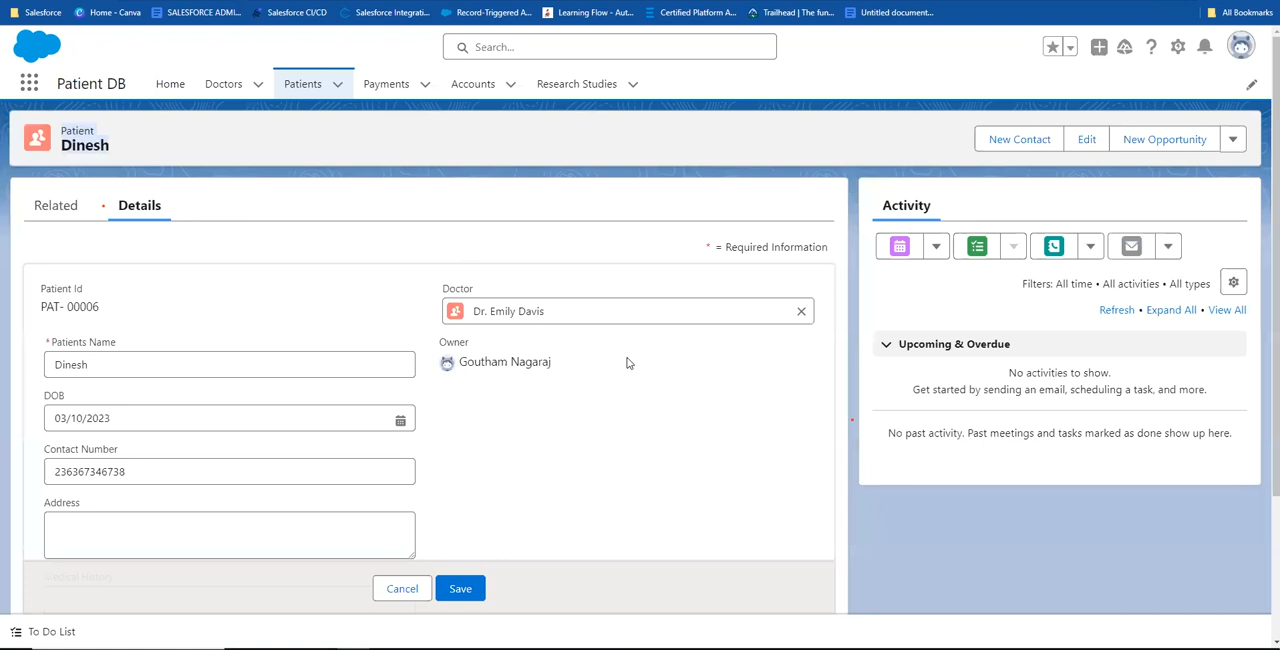 Salesforce
Home - Canva
SALESFORCE ADMI...
Salesforce CI/CD
Salesforce Integrati...
Record-Triggered A...
Learning Flow - Aut...
Certified Platform A...
Trailhead | The fun...
Untitled document...
All Bookmarks
Search...
Patient DB
Home
Doctors
Patients
Payments
Accounts
Research Studies
Patient
Dinesh
New Contact
Edit
New Opportunity
Related
Details
* = Required Information
Patient Id
PAT- 00006
Doctor
Dr. Emily Davis
*Patients Name
Dinesh
Owner
Goutham Nagaraj
DOB
03/10/2023
Contact Number
236367346738
Address
Medical History
Cancel
Save
Activity
Filters: All time • All activities • All types
Refresh • Expand All • View All
Upcoming & Overdue
No activities to show.
Get started by sending an email, scheduling a task, and more.
No past activity. Past meetings and tasks marked as done show up here.
To Do List